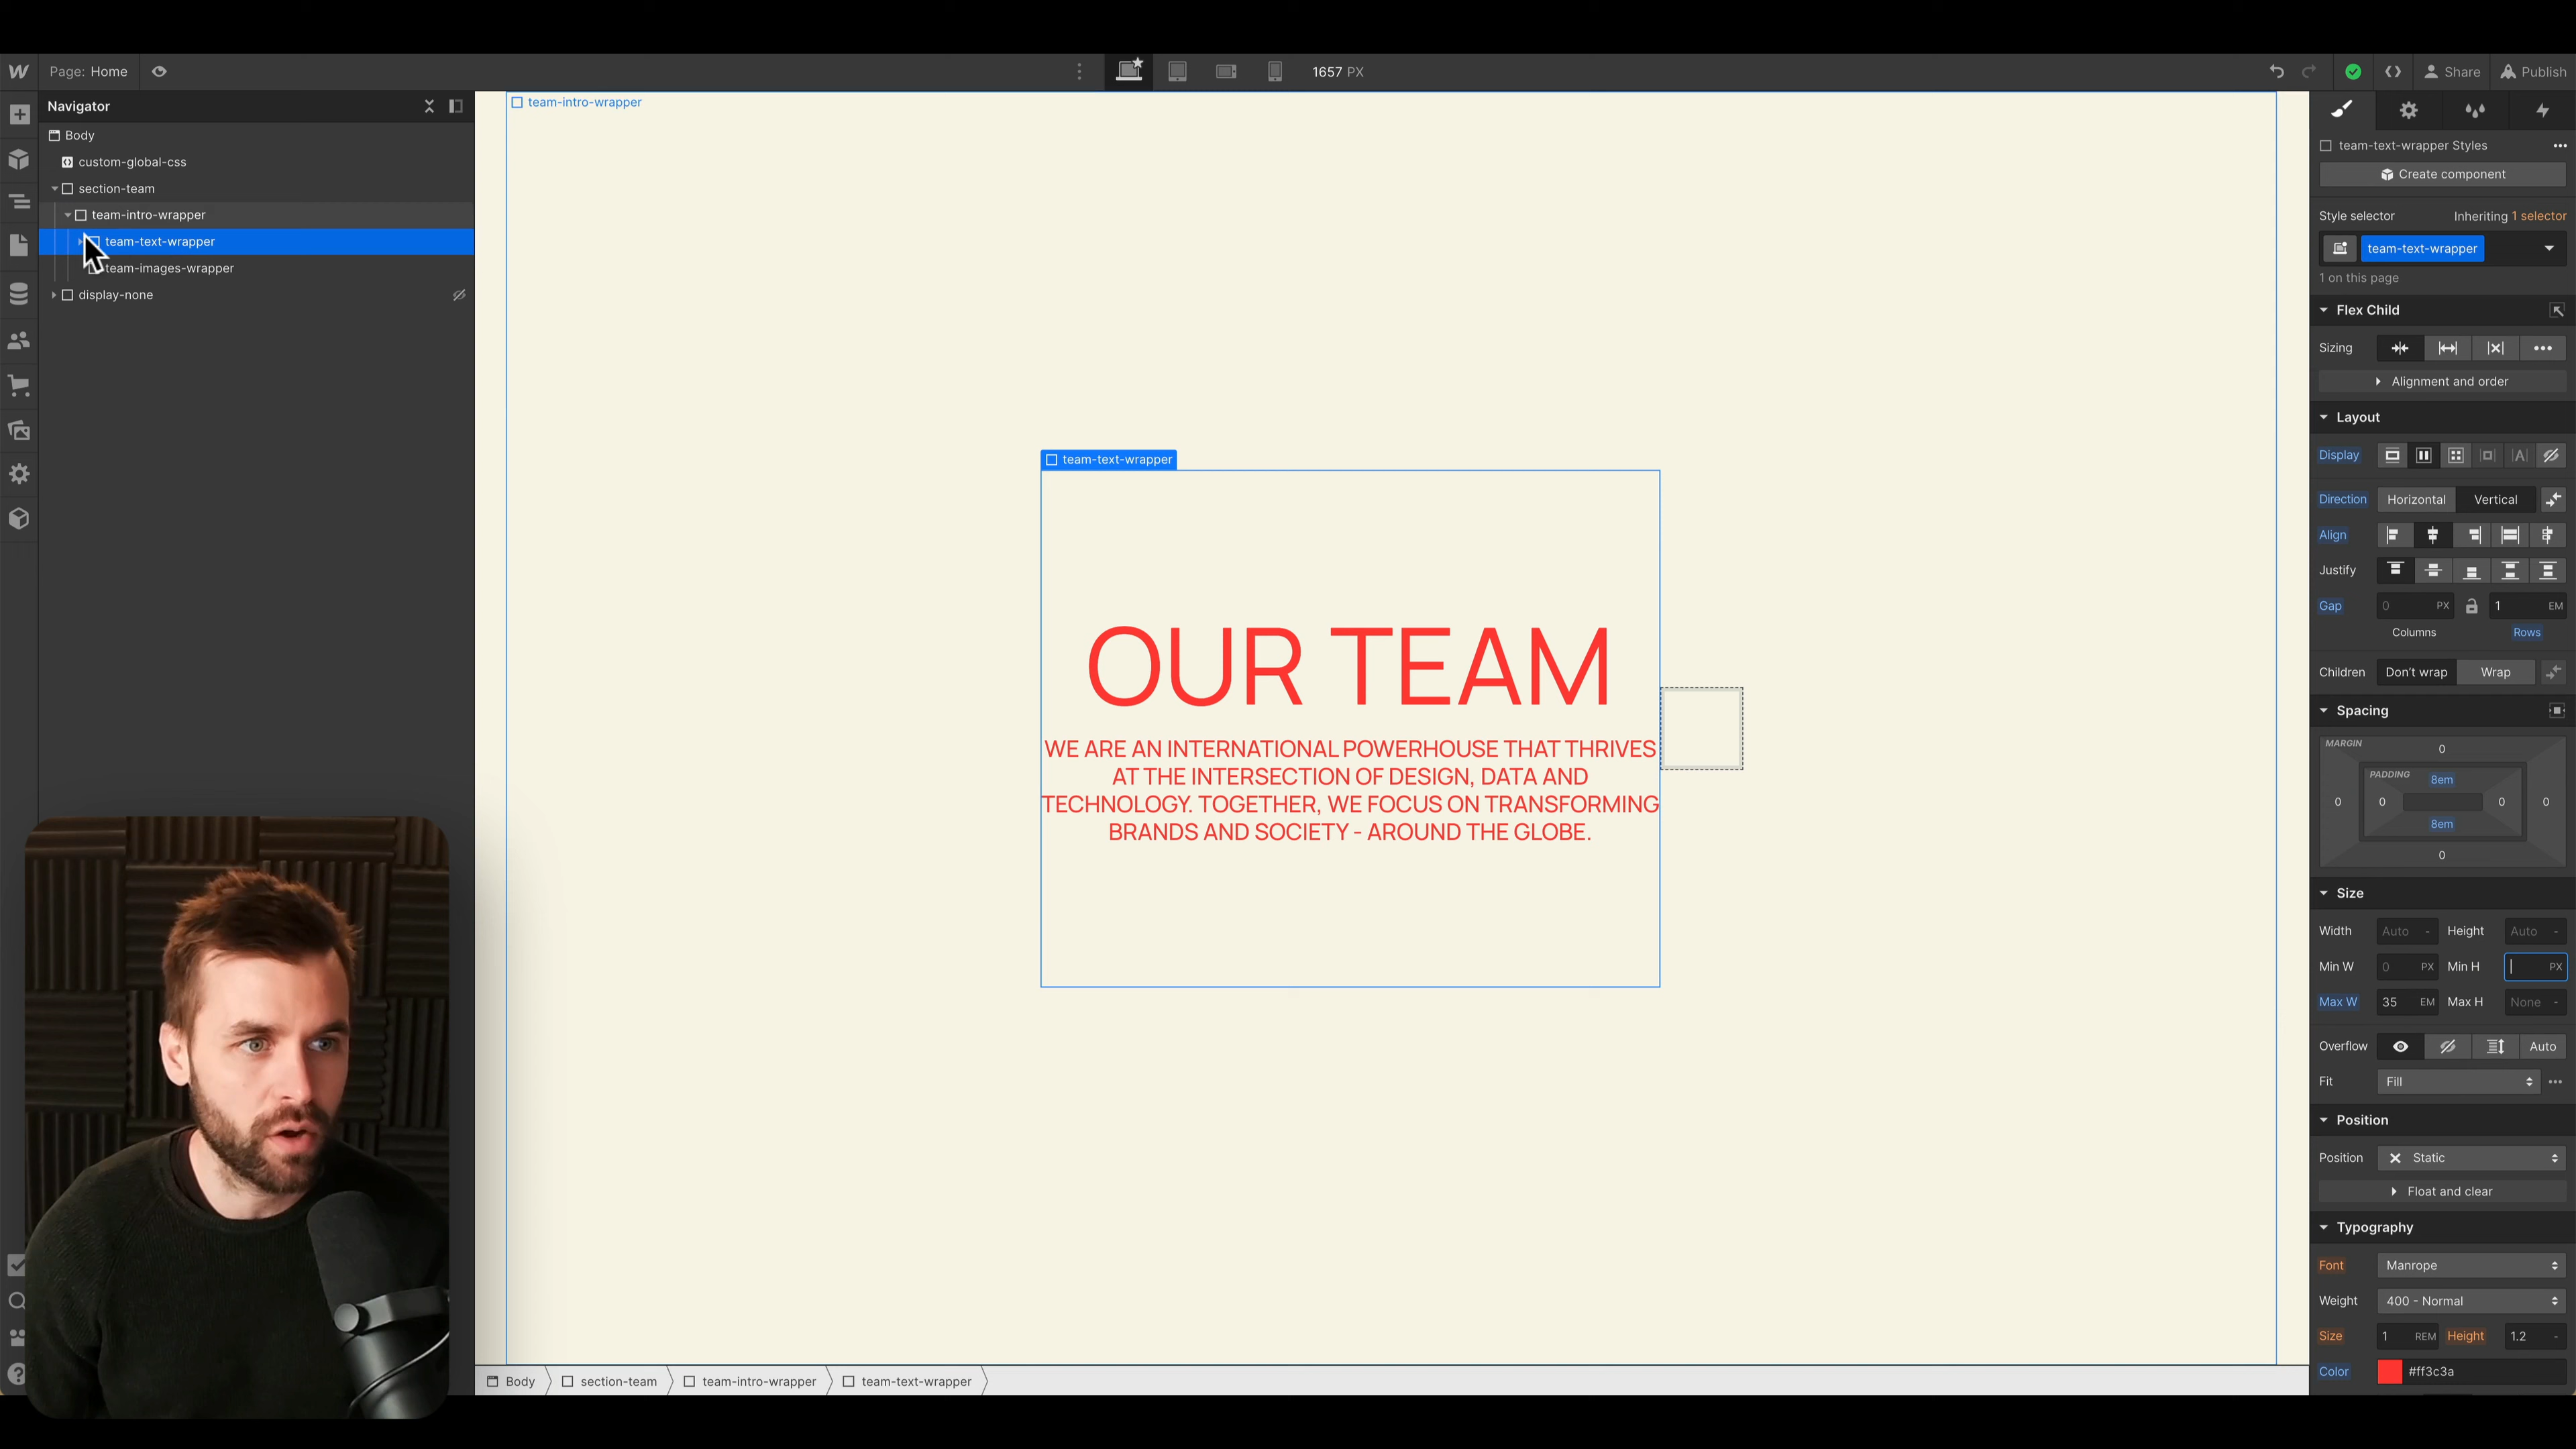 Page: Home
1657 PX
Share
Publish
Navigator
Body
custom-global-css
section-team
team-intro-wrapper
team-text-wrapper
team-images-wrapper
display-none
team-intro-wrapper
team-text-wrapper
OUR TEAM
WE ARE AN INTERNATIONAL POWERHOUSE THAT THRIVES
AT THE INTERSECTION OF DESIGN, DATA AND
TECHNOLOGY. TOGETHER, WE FOCUS ON TRANSFORMING
BRANDS AND SOCIETY - AROUND THE GLOBE.
Body
section-team
team-intro-wrapper
team-text-wrapper
team-text-wrapper Styles
Create component
Style selector Inheriting 1 selector
team-text-wrapper
1 on this page
Flex Child
Sizing
Alignment and order
Layout
Display
Direction Horizontal Vertical
Align
Justify
Gap 0 PX 1 EM
Columns Rows
Children Don't wrap Wrap
Spacing
MARGIN 0
PADDING 8em
0 0 0 0
8em
0
Size
Width Auto - Height Auto -
Min W 0 PX Min H PX
Max W 35 EM Max H None -
Overflow Auto
Fit Fill
Position
Position Static
Float and clear
Typography
Font Manrope
Weight 400 - Normal
Size 1 REM Height 1.2 -
Color #ff3c3a